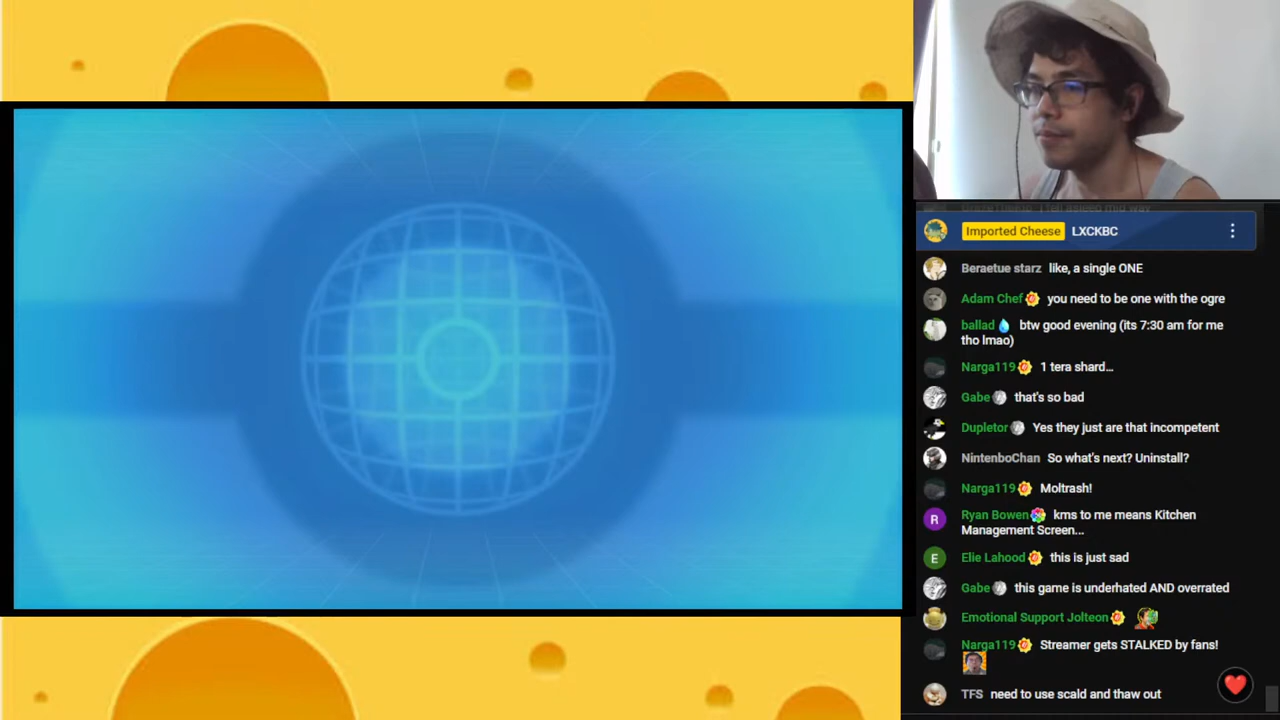 Imported Cheese LXCKBC
Beraetue starz like, a single ONE
Adam Chef you need to be one with the ogre
ballad btw good evening (its 7:30 am for me
tho lmao)
Narga119 1 tera shard...
Gabe that's so bad
Dupletor Yes they just are that incompetent
NintenboChan So what's next? Uninstall?
Narga119 Moltrash!
R Ryan Bowen kms to me means Kitchen
Management Screen...
E Elie Lahood this is just sad
Gabe this game is underhated AND overrated
Emotional Support Jolteon
Narga119 Streamer gets STALKED by fans!
TFS need to use scald and thaw out